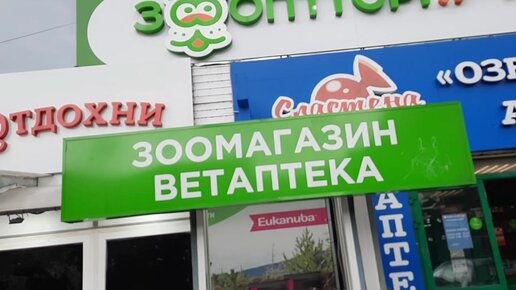 ОТДОХНИ
Сластёна
«ОЗ
ЗООМАГАЗИН
ВЕТАПТЕКА
Eukanuba
АПТЕ